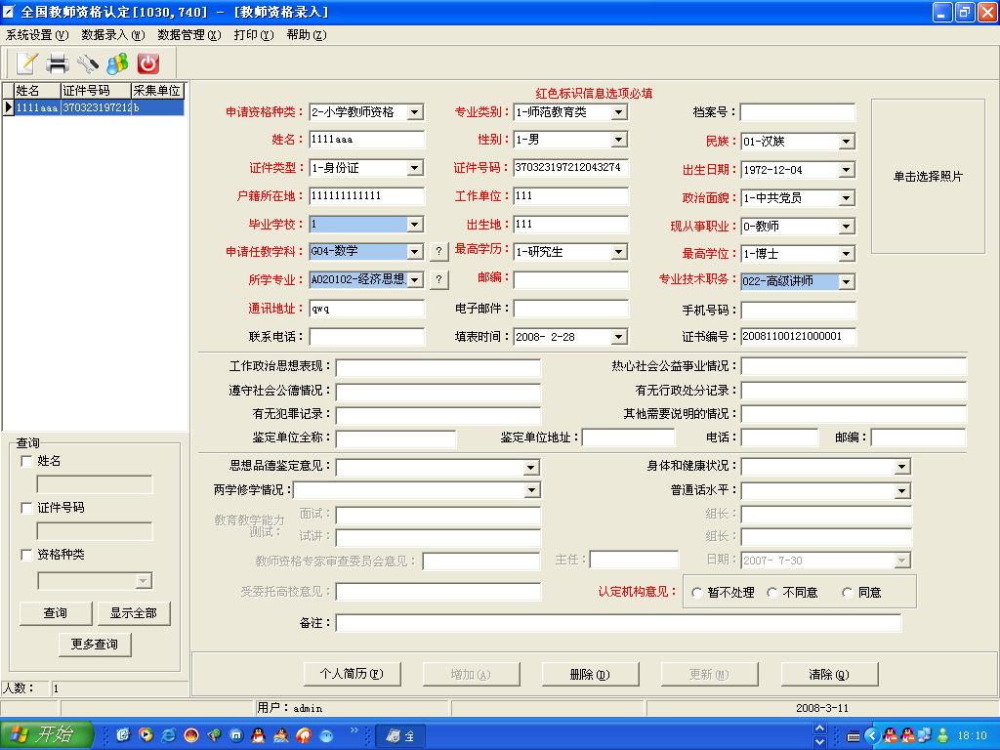 全国教师资格认定[1030,740] - [教师资格录入]
系统设置(V) 数据录入(W) 数据管理(X) 打印(Y) 帮助(Z)
姓名 证件号码 采集单位
1111aaa 370323197212 b
红色标识信息选项必填
申请资格种类： 2-小学教师资格 专业类别： 1-师范教育类 档案号：
姓名： 1111aaa 性别： 1-男 民族： 01-汉族
证件类型： 1-身份证 证件号码： 370323197212043274 出生日期： 1972-12-04
单击选择照片
户籍所在地： 111111111111 工作单位： 111 政治面貌： 1-中共党员
毕业学校： 1 出生地： 111 现从事职业： 0-教师
申请任教学科： G04-数学 ? 最高学历： 1-研究生 最高学位： 1-博士
所学专业： A020102-经济思想 ? 邮编： 专业技术职务： 022-高级讲师
通讯地址： qwq 电子邮件： 手机号码：
联系电话： 填表时间： 2008- 2-28 证书编号： 20081100121000001
工作政治思想表现： 热心社会公益事业情况：
遵守社会公德情况： 有无行政处分记录：
有无犯罪记录： 其他需要说明的情况：
鉴定单位全称： 鉴定单位地址： 电话： 邮编：
思想品德鉴定意见： 身体和健康状况：
两学修学情况： 普通话水平：
教育教学能力
测试： 面试： 组长：
试讲： 组长：
教师资格专家审查委员会意见： 主任： 日期： 2007- 7-30
受委托高校意见： 认定机构意见： 暂不处理 不同意 同意
备注：
查询
姓名
证件号码
资格种类
查询 显示全部
更多查询
人数： 1
个人简历(F) 增加(A) 删除(D) 更新(M) 清除(Q)
用户：admin 2008-3-11
开始 全 18:10